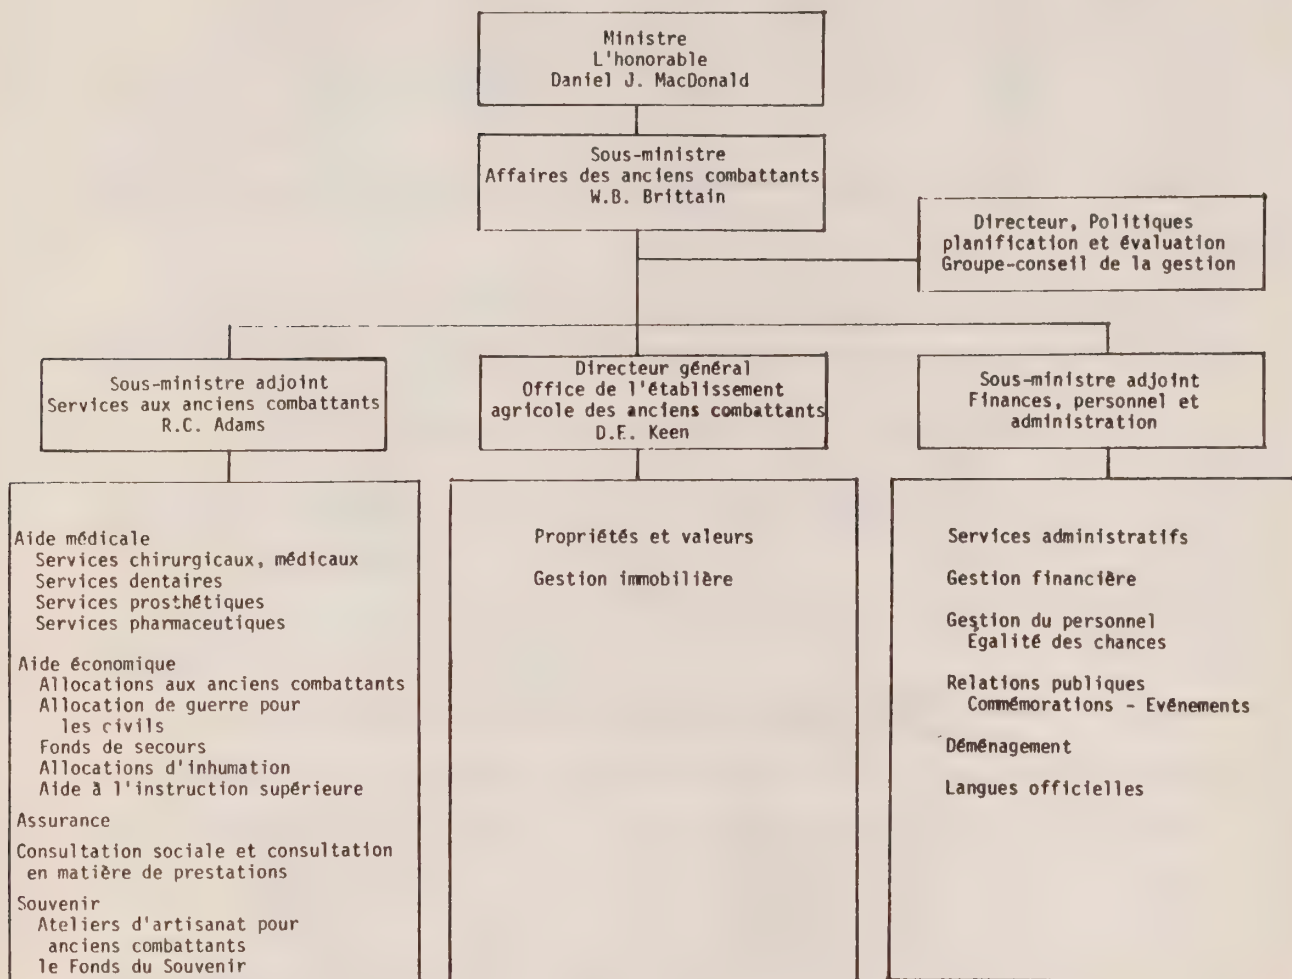 Ministre
L'honorable
Daniel J. MacDonald
Sous-ministre
Affaires des anciens combattants
W.B. Brittain
Directeur, Politiques
planification et évaluation
Groupe-conseil de la gestion
Sous-ministre adjoint
Services aux anciens combattants
R.C. Adams
Directeur général
Office de l'établissement
agricole des anciens combattants
D.F. Keen
Sous-ministre adjoint
Finances, personnel et
administration
Aide médicale
Services chirurgicaux, médicaux
Services dentaires
Services prosthétiques
Services pharmaceutiques
Aide économique
Allocations aux anciens combattants
Allocation de guerre pour
les civils
Fonds de secours
Allocations d'inhumation
Aide à l'instruction supérieure
Assurance
Consultation sociale et consultation
en matière de prestations
Souvenir
Ateliers d'artisanat pour
anciens combattants
le Fonds du Souvenir
Propriétés et valeurs
Gestion immobilière
Services administratifs
Gestion financière
Gestion du personnel
Egalité des chances
Relations publiques
Commémorations - Evénements
Déménagement
Langues officielles